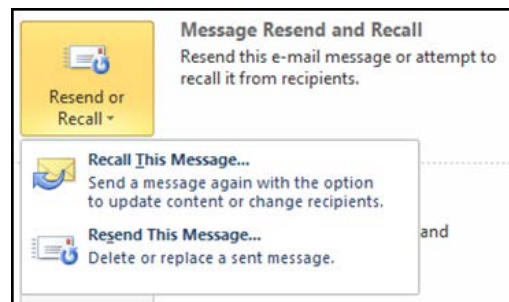 Message Resend and Recall
Resend this e-mail message or attempt to
recall it from recipients.
Resend or
Recall
Recall This Message...
Send a message again with the option
to update content or change recipients.
Resend This Message...
Delete or replace a sent message.
and